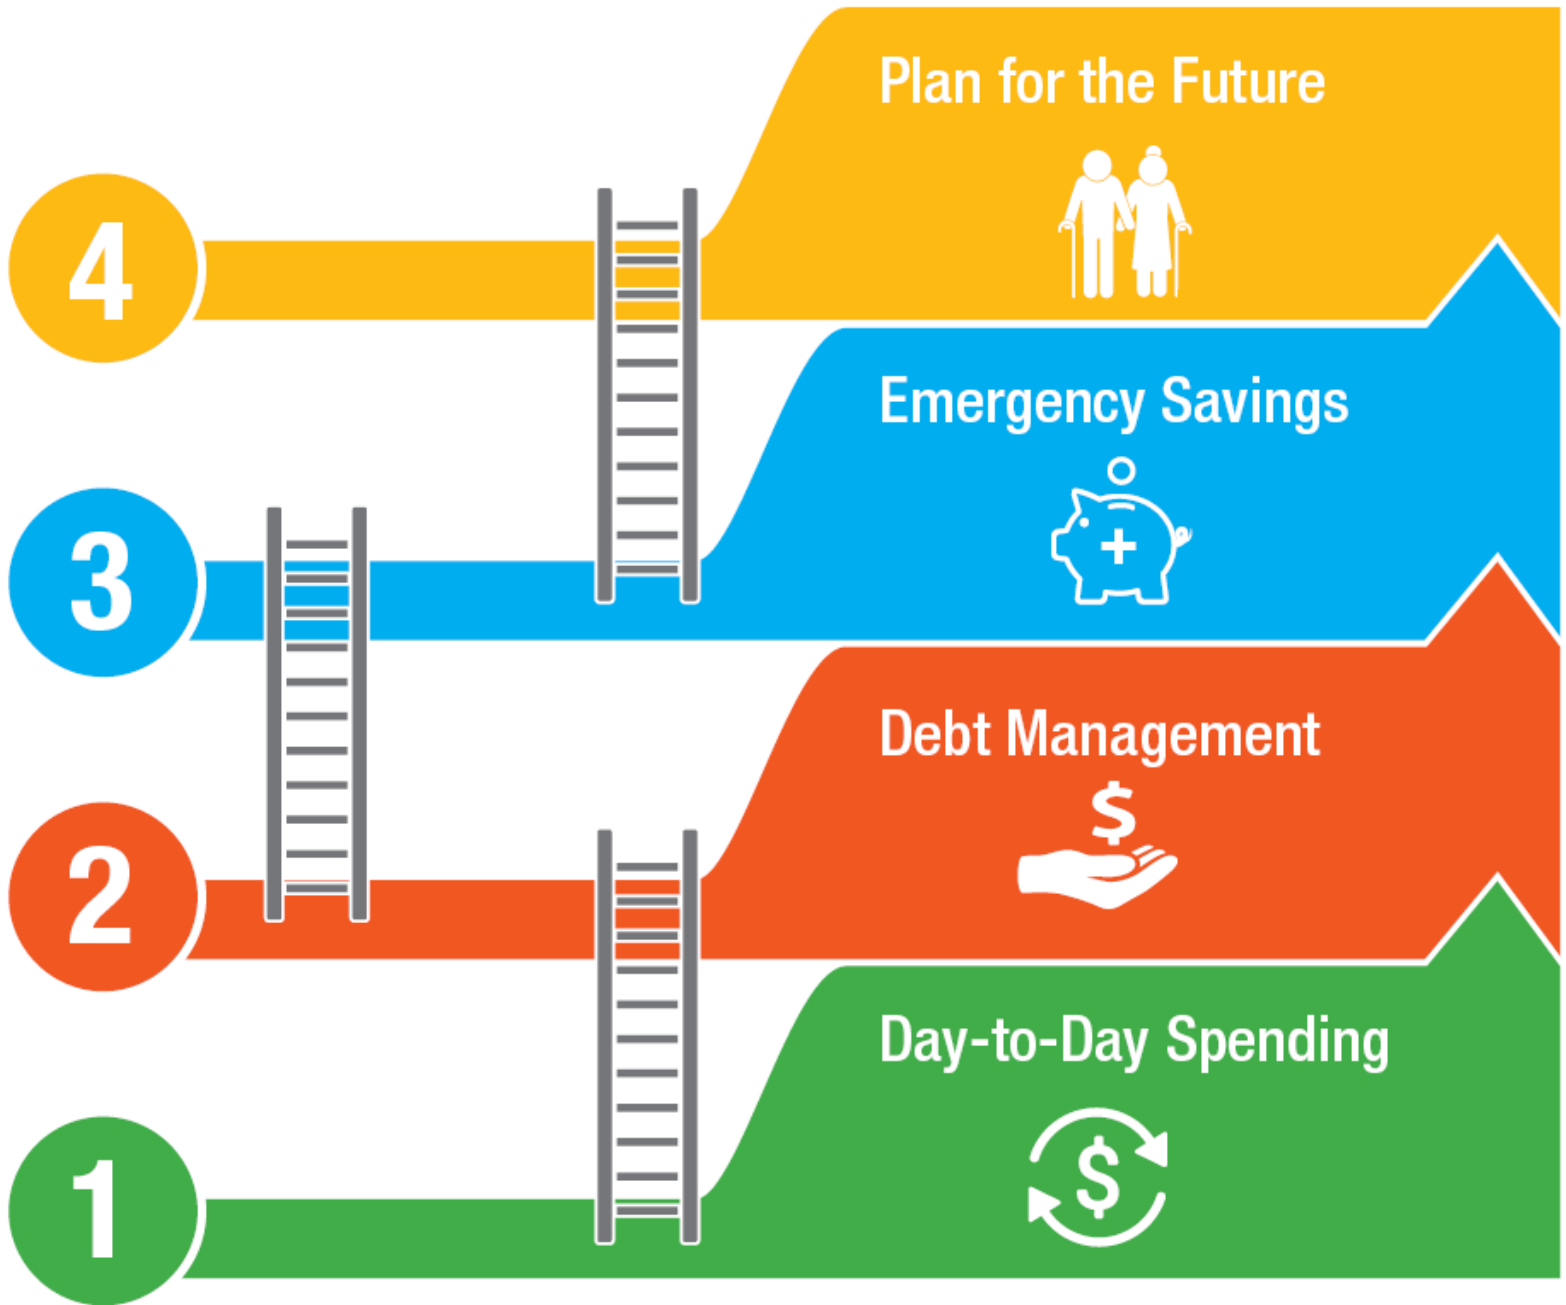 4
Plan for the Future
3
Emergency Savings
+
2
Debt Management
$
1
Day-to-Day Spending
$